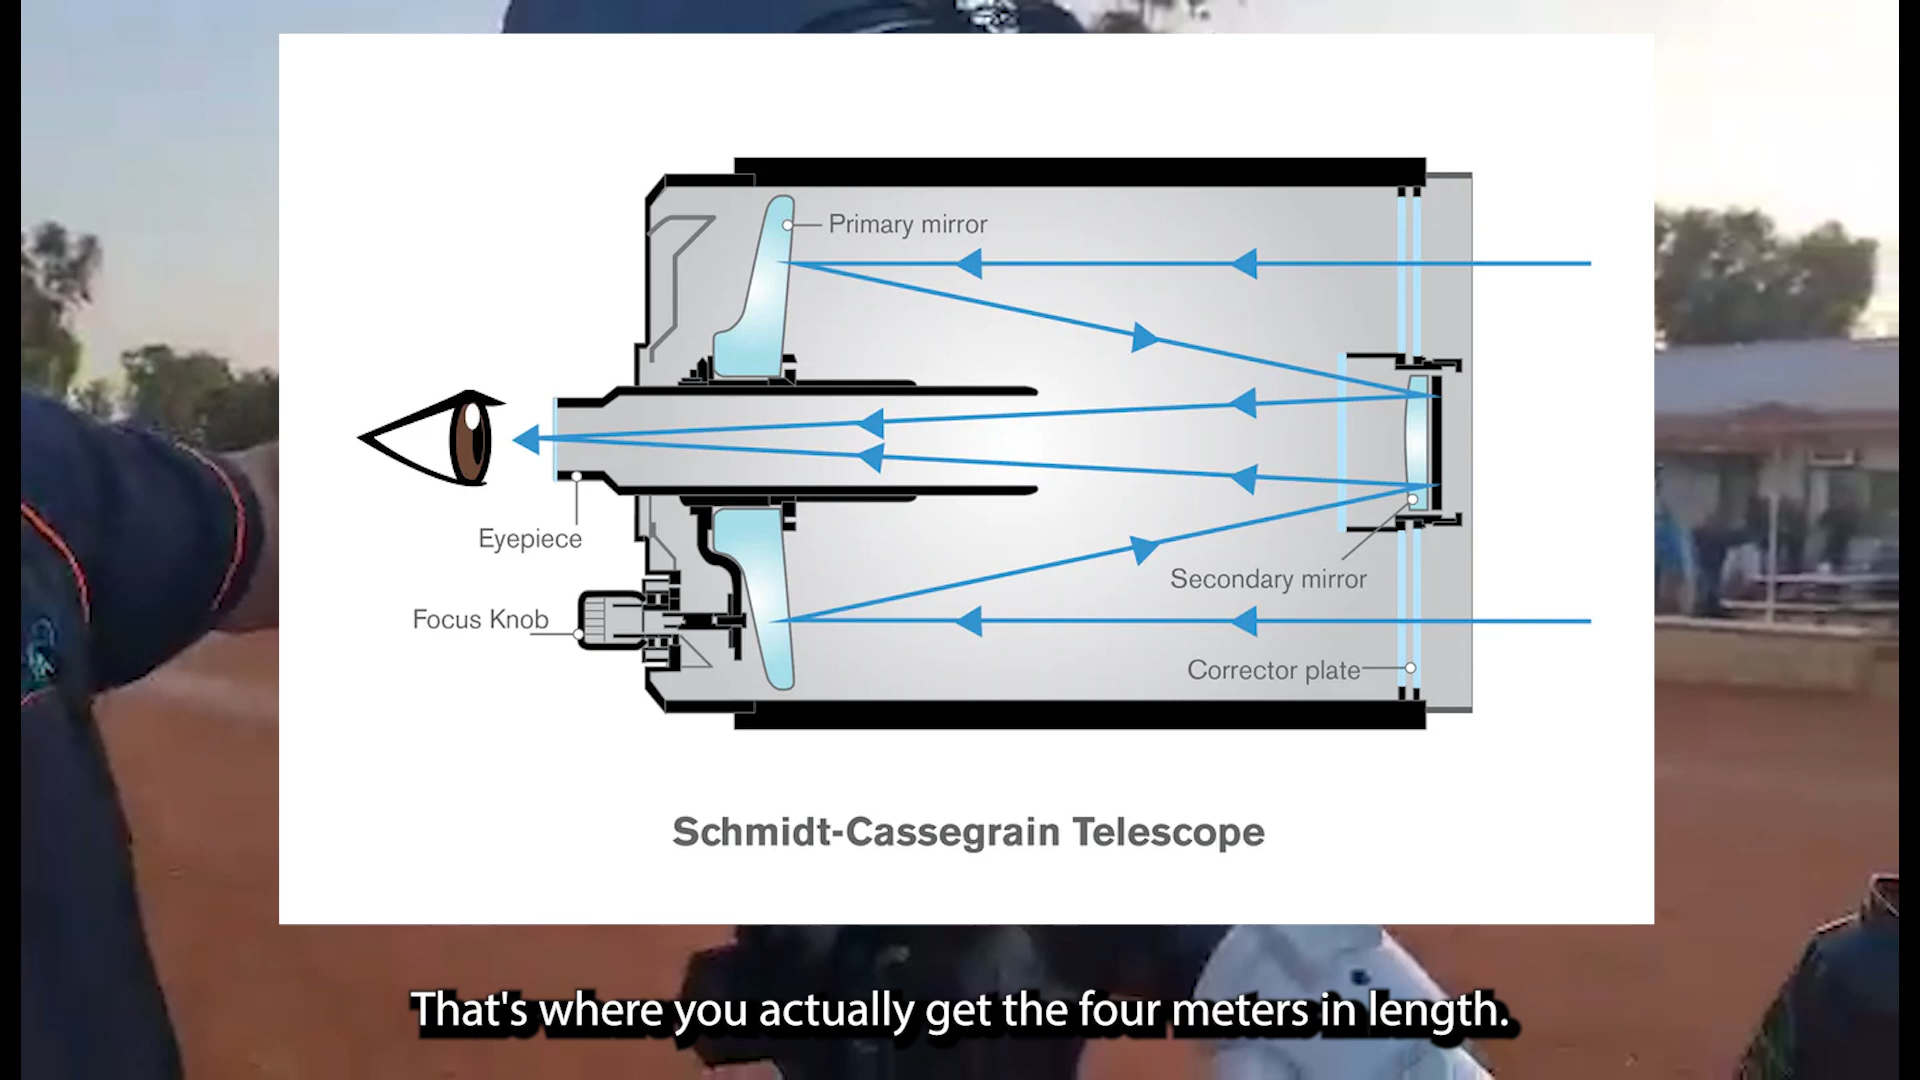 Primary mirror
Eyepiece
Secondary mirror
Focus Knob
Corrector plate
Schmidt-Cassegrain Telescope
That's where you actually get the four meters in length.